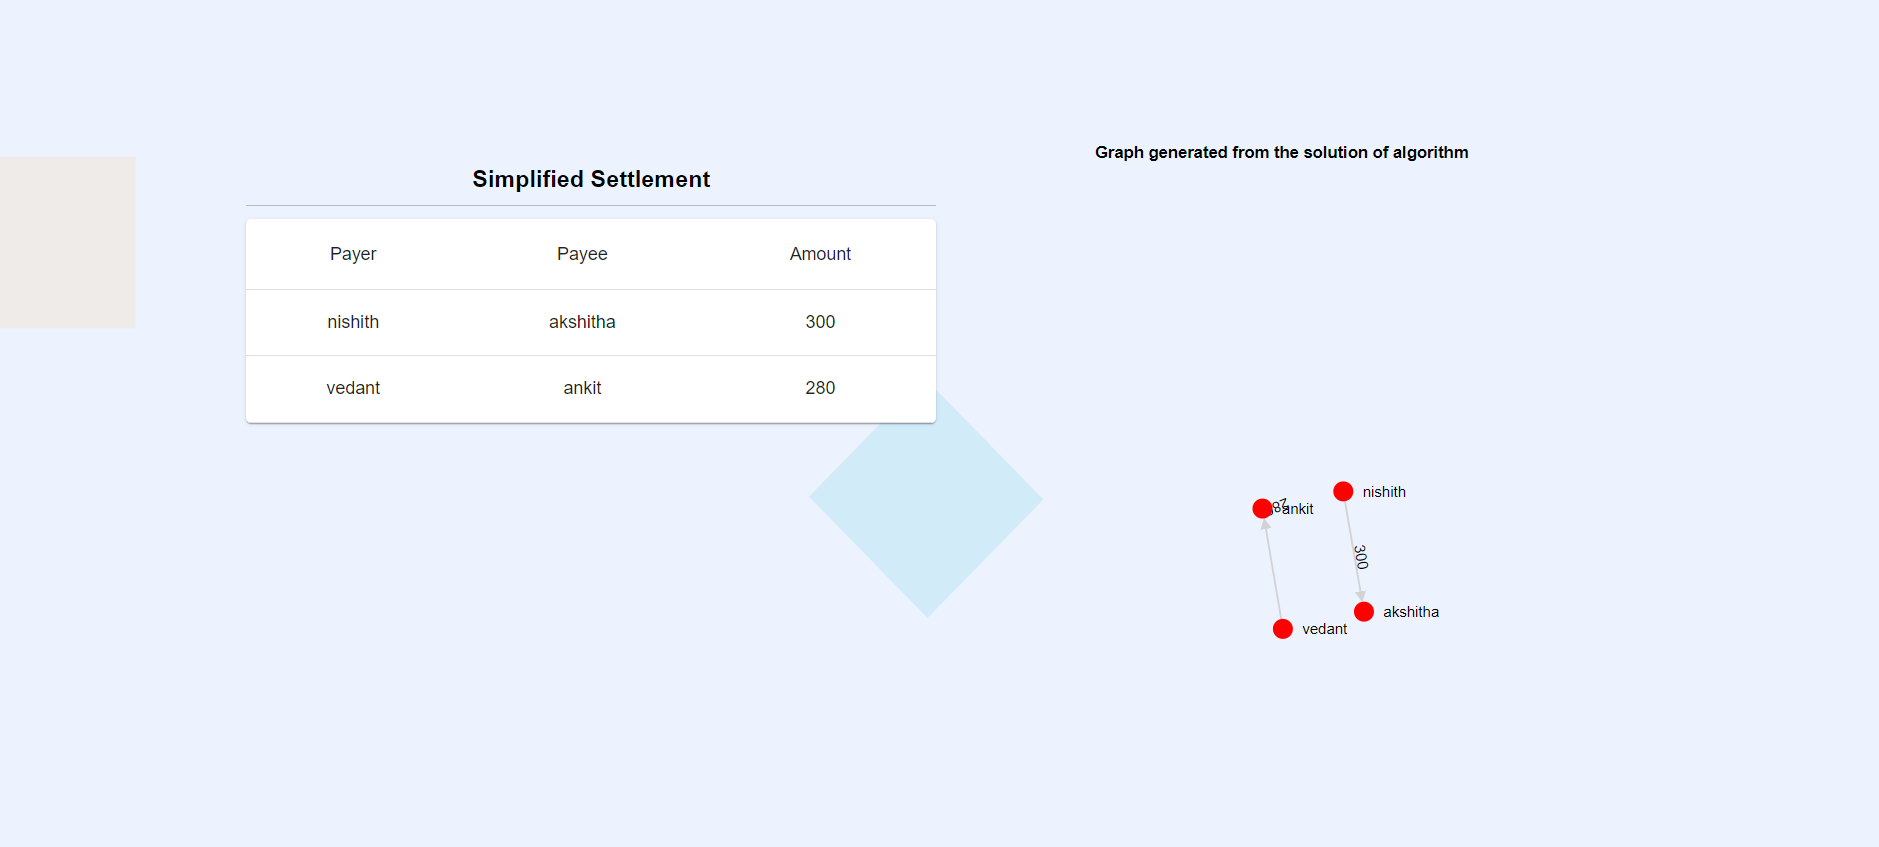 Simplified Settlement
Payer Payee Amount
nishith akshitha 300
vedant ankit 280
Graph generated from the solution of algorithm
nishith
ankit
300
akshitha
vedant